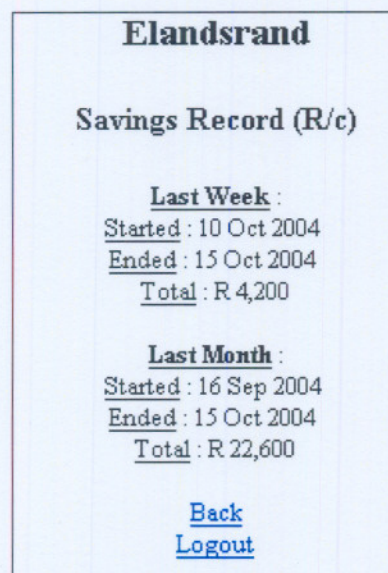 Elandsrand
Savings Record (R/c)
Last Week :
Started : 10 Oct 2004
Ended : 15 Oct 2004
Total : R 4,200
Last Month :
Started : 16 Sep 2004
Ended : 15 Oct 2004
Total : R 22,600
Back
Logout